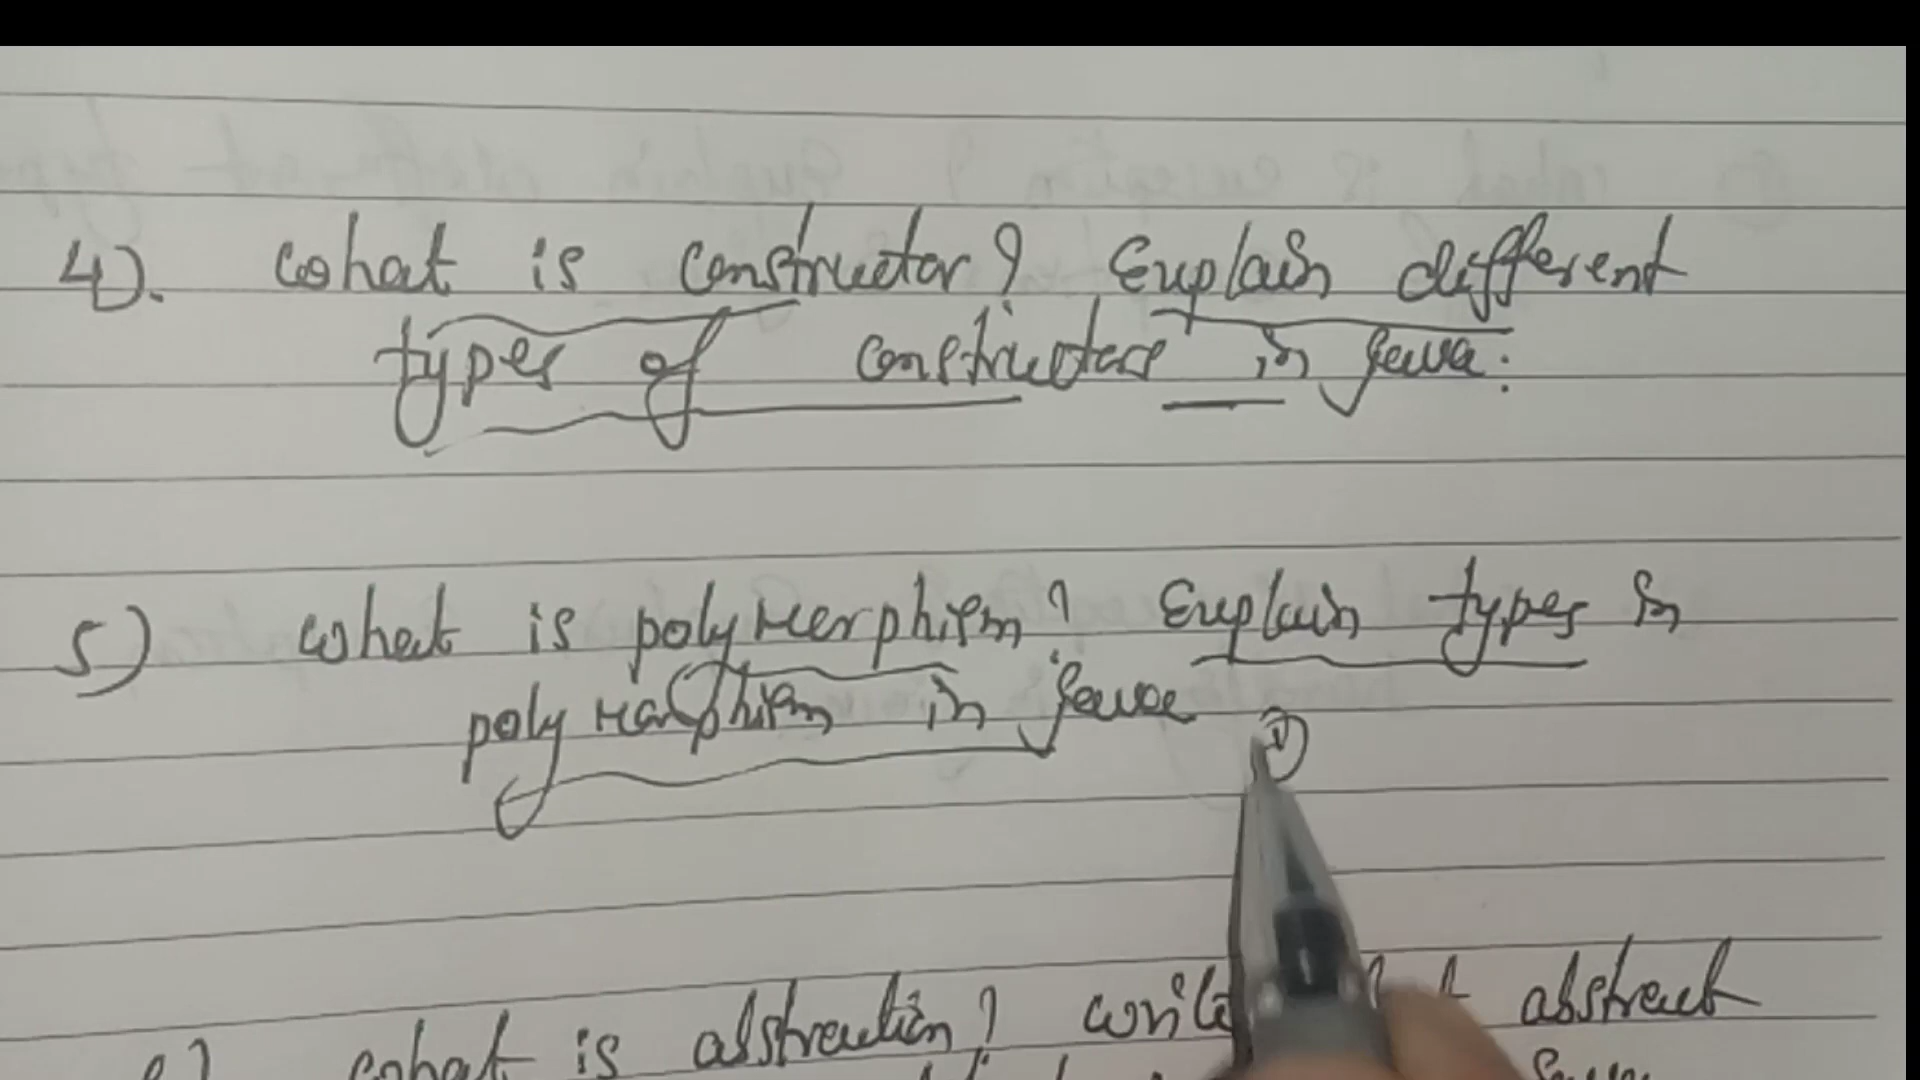 4). What is constructor? Explain different
types of constructors in Java.
5) What is polymorphism? Explain types in
polymorphism in Java
what is abstraction? write abstract